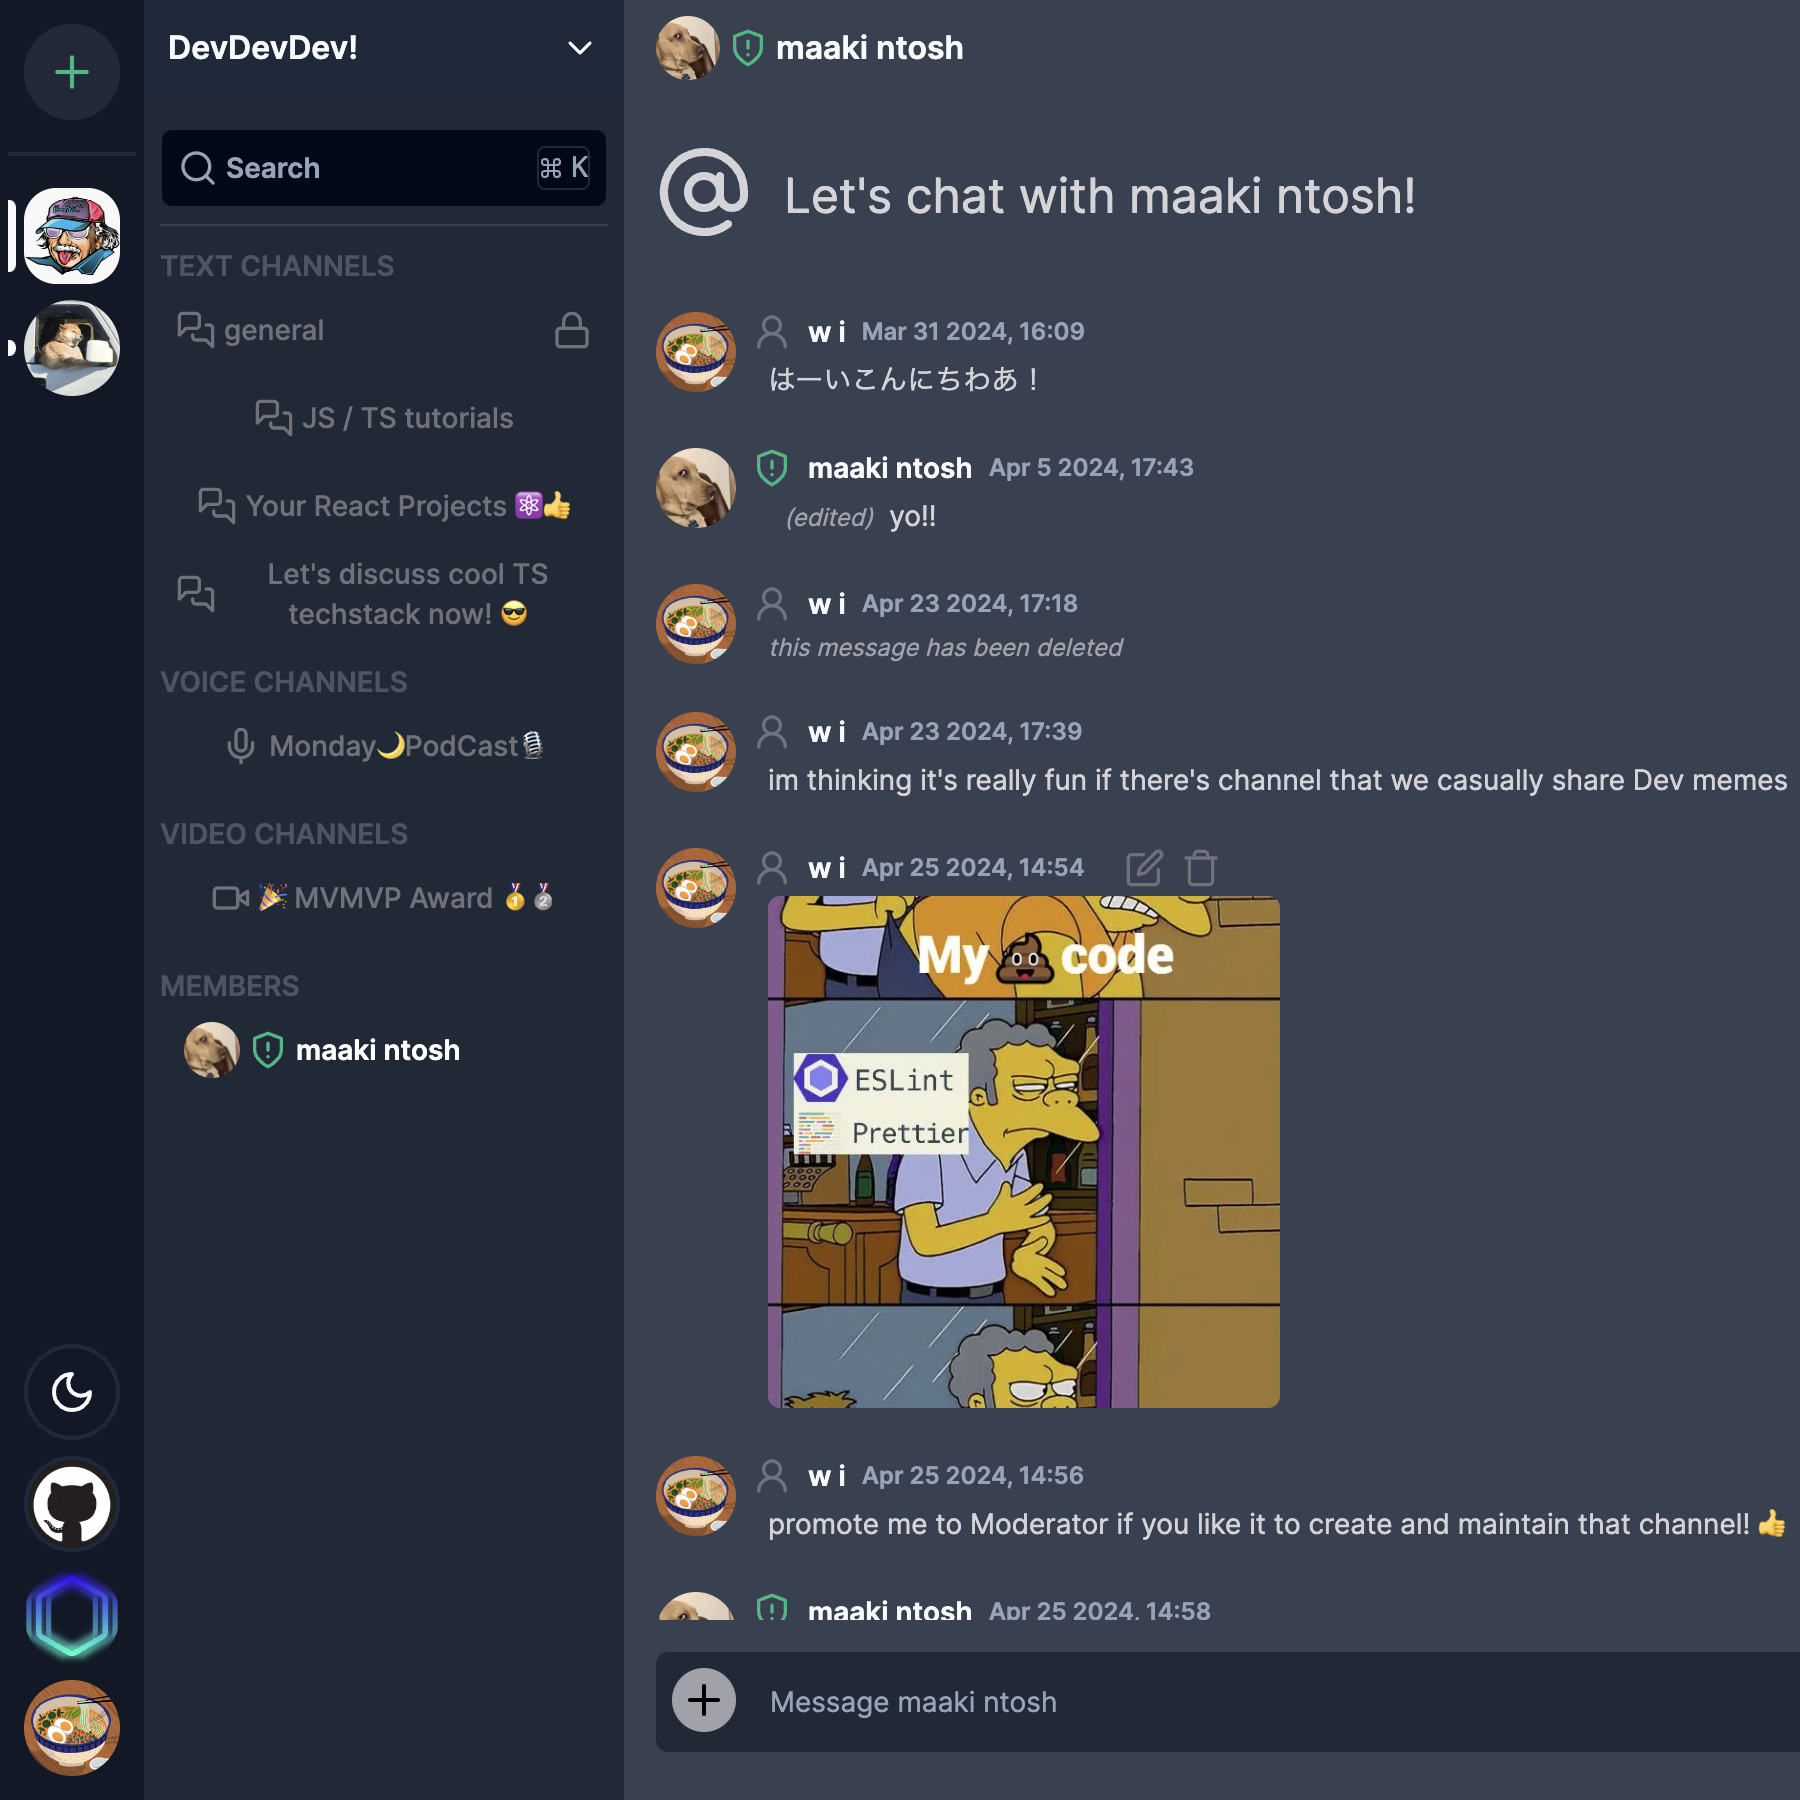 DevDevDev!
Search
⌘ K
TEXT CHANNELS
general
JS / TS tutorials
Your React Projects ⚛️👍
Let's discuss cool TS
techstack now! 😎
VOICE CHANNELS
Monday🌙PodCast🎙️
VIDEO CHANNELS
🎉 MVMVP Award 🥇🥈
MEMBERS
maaki ntosh
maaki ntosh
Let's chat with maaki ntosh!
w i Mar 31 2024, 16:09
はーいこんにちわあ！
maaki ntosh Apr 5 2024, 17:43
(edited) yo!!
w i Apr 23 2024, 17:18
this message has been deleted
w i Apr 23 2024, 17:39
im thinking it's really fun if there's channel that we casually share Dev memes
w i Apr 25 2024, 14:54
My 💩 code
ESLint
Prettier
w i Apr 25 2024, 14:56
promote me to Moderator if you like it to create and maintain that channel! 👍
maaki ntosh Apr 25 2024, 14:58
Message maaki ntosh